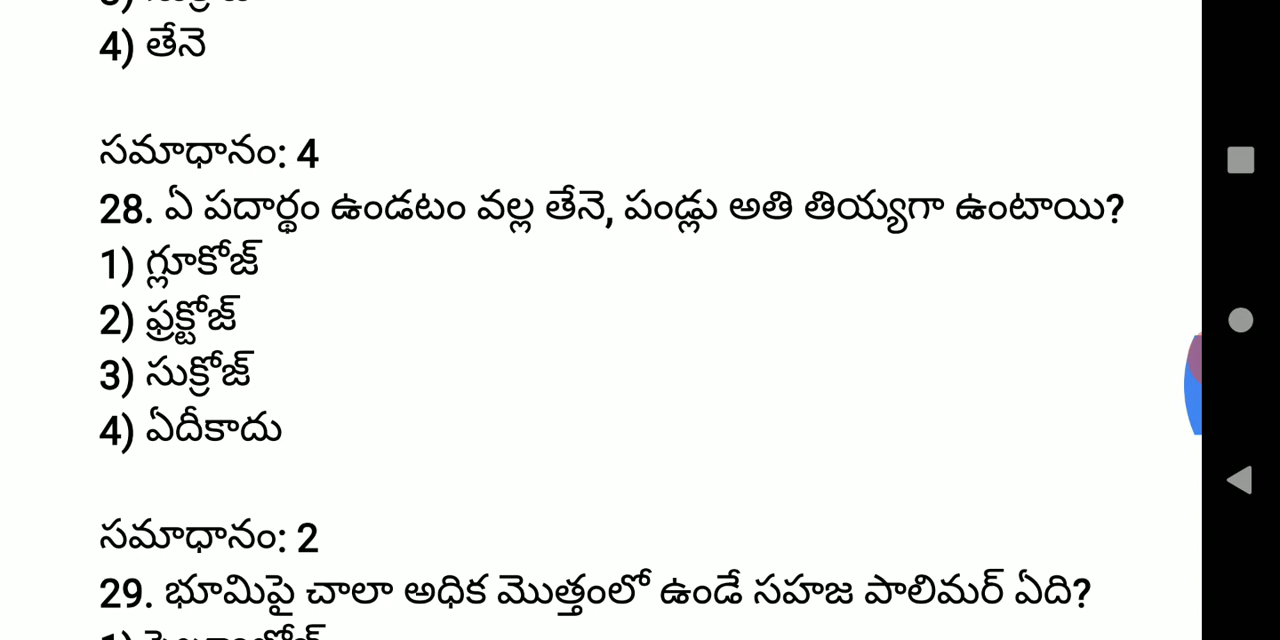 4) తేనె
సమాధానం: 4
28. ఏ పదార్థం ఉండటం వల్ల తేనె, పండ్లు అతి తియ్యగా ఉంటాయి?
1) గ్లూకోజ్
2) ఫ్రక్టోజ్
3) సుక్రోజ్
4) ఏదీకాదు
సమాధానం: 2
29. భూమిపై చాలా అధిక మొత్తంలో ఉండే సహజ పాలిమర్ ఏది?